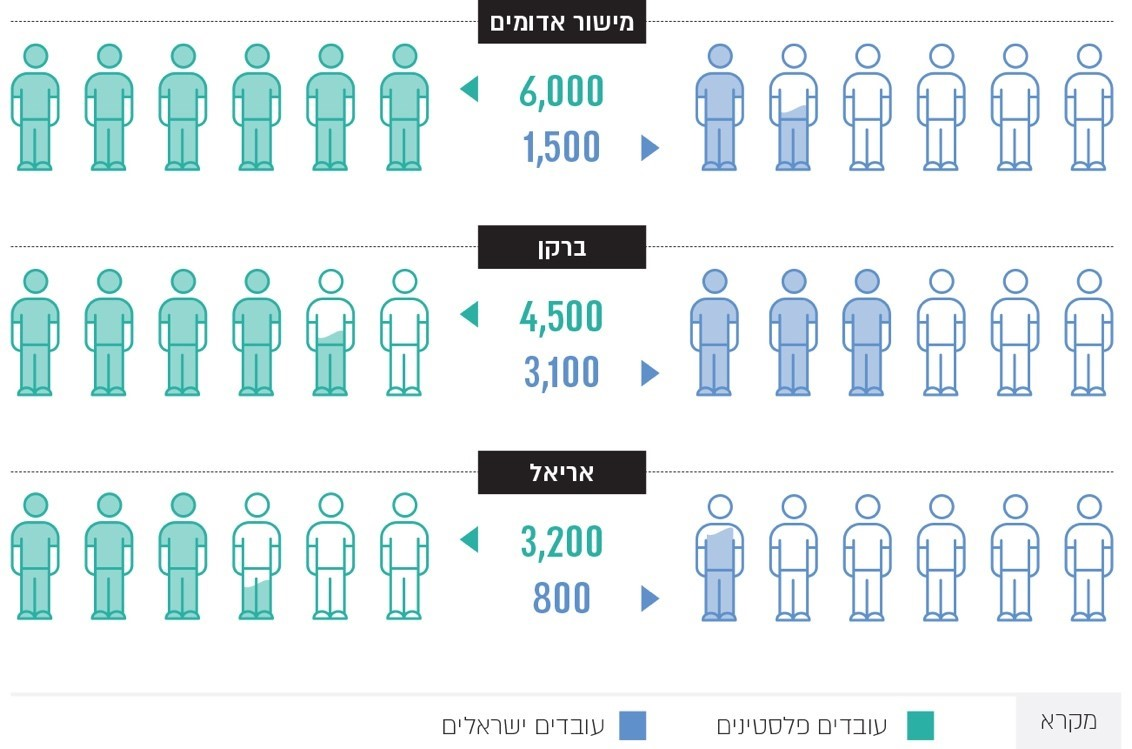 מישור אדומים
6,000
1,500
ברקן
4,500
3,100
אריאל
3,200
800
מקרא
עובדים פלסטינים
עובדים ישראלים